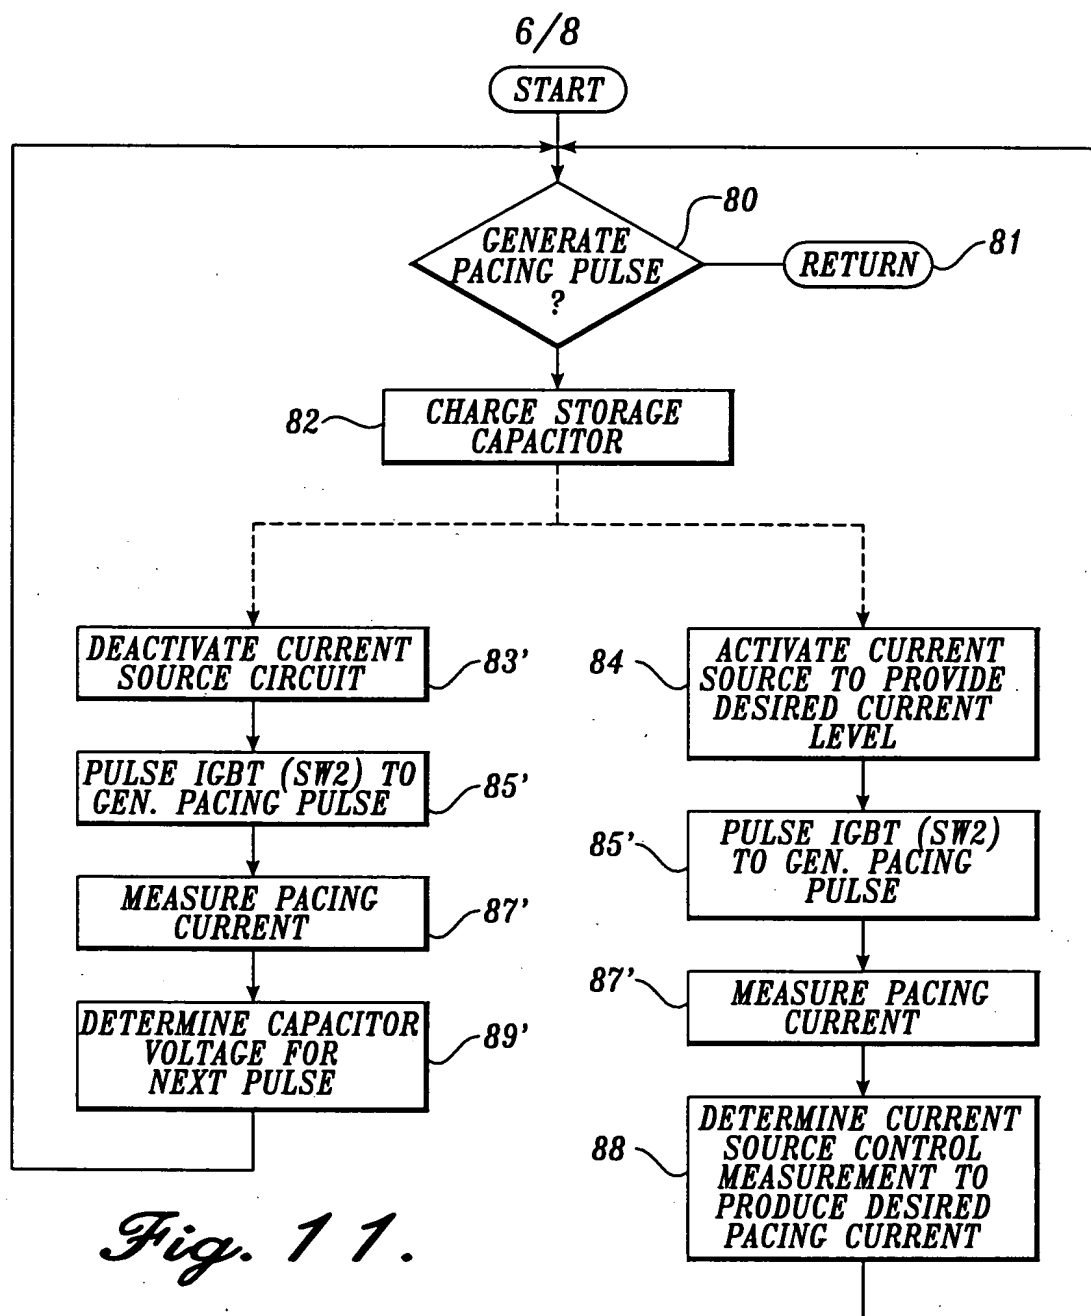 6/8
START
80
GENERATE
PACING PULSE
?
RETURN
81
82
CHARGE STORAGE
CAPACITOR
DEACTIVATE CURRENT
SOURCE CIRCUIT
83'
PULSE IGBT (SW2) TO
GEN. PACING PULSE
85'
MEASURE PACING
CURRENT
87'
DETERMINE CAPACITOR
VOLTAGE FOR
NEXT PULSE
89'
84
ACTIVATE CURRENT
SOURCE TO PROVIDE
DESIRED CURRENT
LEVEL
85'
PULSE IGBT (SW2)
TO GEN. PACING
PULSE
87'
MEASURE PACING
CURRENT
88
DETERMINE CURRENT
SOURCE CONTROL
MEASUREMENT TO
PRODUCE DESIRED
PACING CURRENT
Fig. 11.